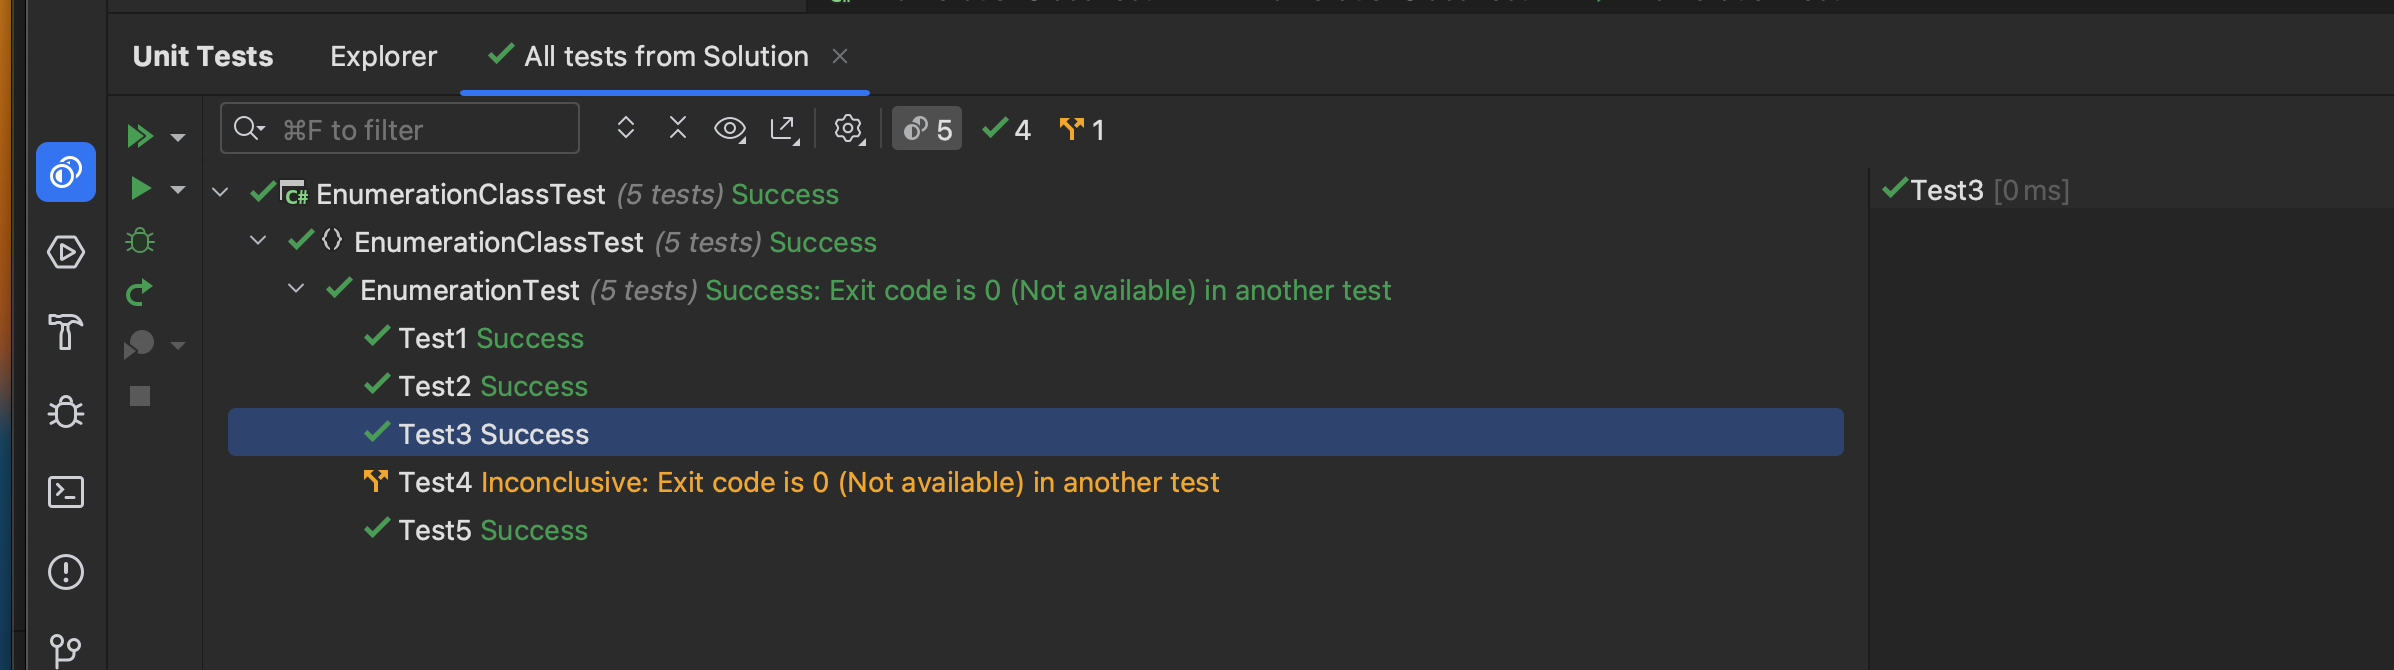 Unit Tests Explorer All tests from Solution
⌘F to filter 5 4 1
C# EnumerationClassTest (5 tests) Success
EnumerationClassTest (5 tests) Success
EnumerationTest (5 tests) Success: Exit code is 0 (Not available) in another test
Test1 Success
Test2 Success
Test3 Success
Test4 Inconclusive: Exit code is 0 (Not available) in another test
Test5 Success
Test3 [0 ms]